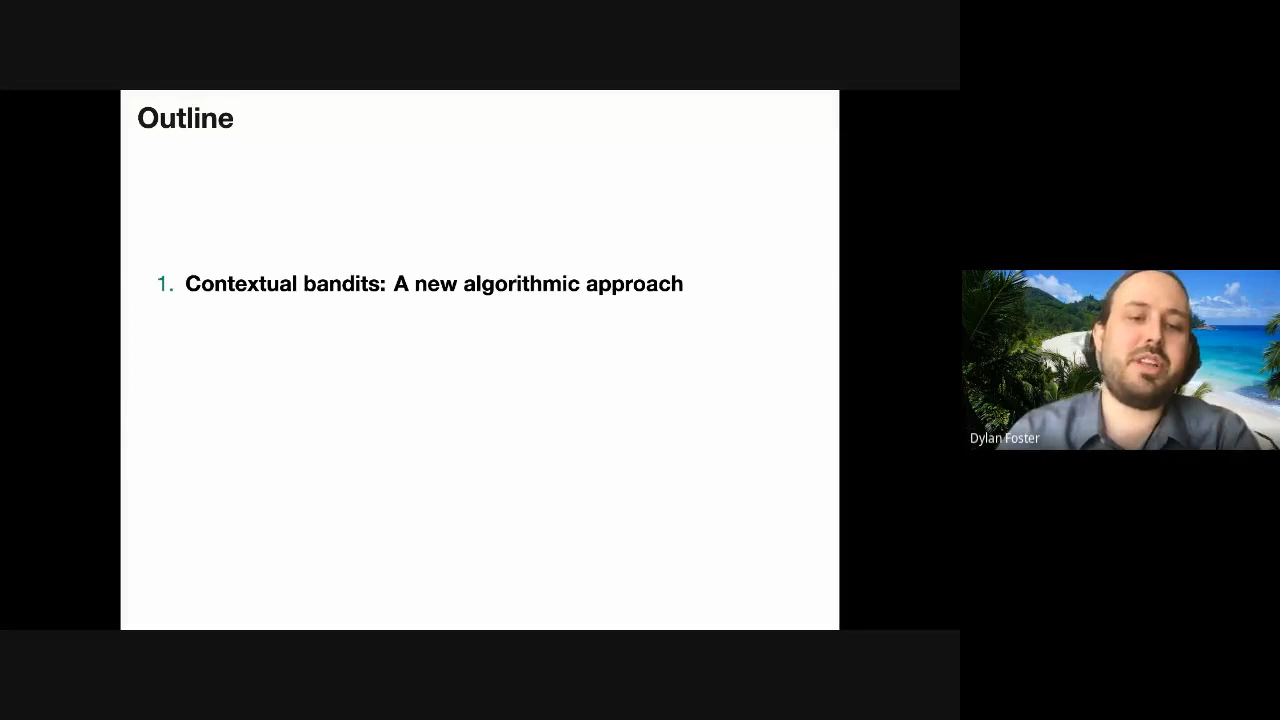 Outline
1. Contextual bandits: A new algorithmic approach
Dylan Foster